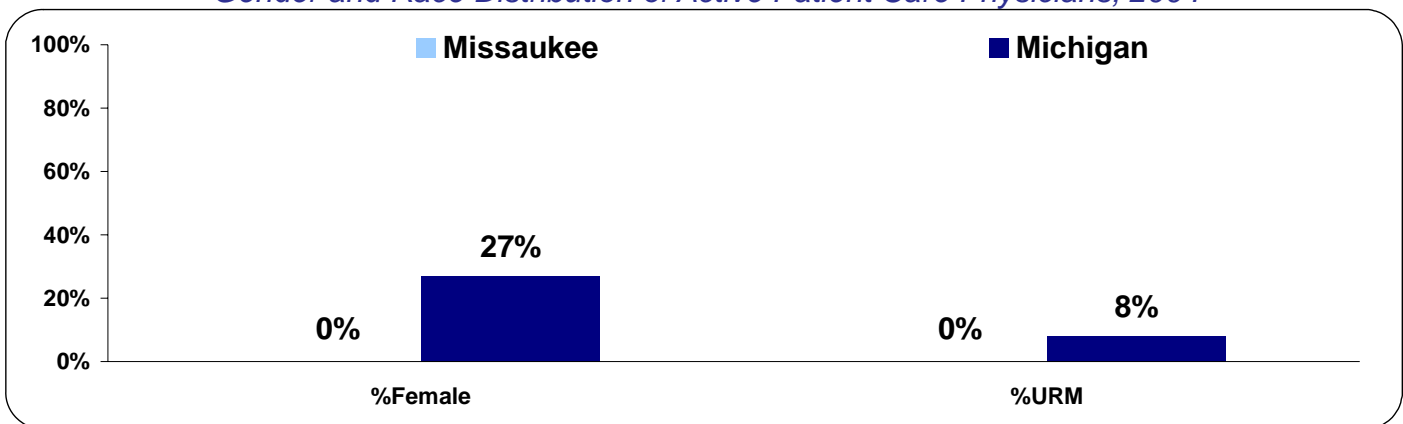 Gender and Race Distribution of Active Patient Care Physicians, 2004
100% Missaukee Michigan
80%
60%
40%
27%
20%
0% 0% 8%
0%
%Female %URM